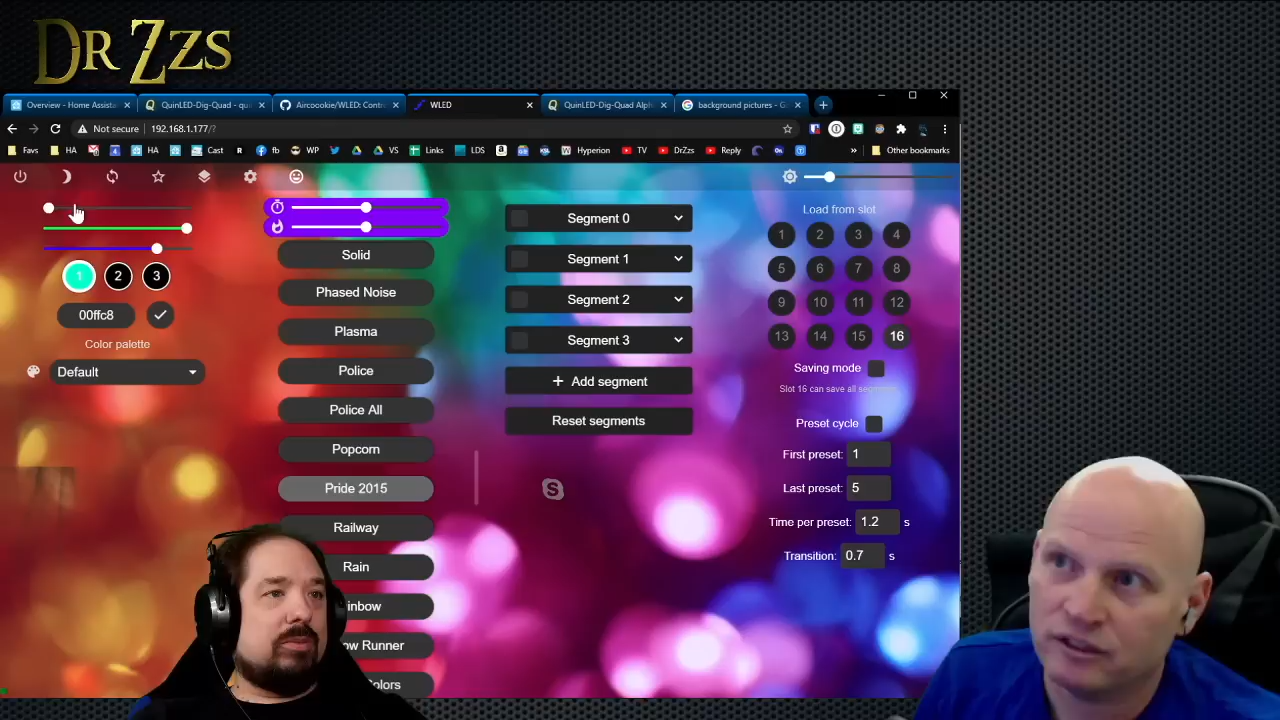 DR ZZS
Overview - Home Assista
QuinLED-Dig-Quad - qui
Aircoookie/WLED: Contr
WLED
QuinLED-Dig-Quad Alph
background pictures - G
Not secure
192.168.1.177/?
Favs
HA
HA
Cast
R
fb
WP
VS
Links
LDS
Hyperion
TV
DrZzs
Reply
Other bookmarks
Solid
Phased Noise
Plasma
Police
Police All
Popcorn
Pride 2015
Railway
Rain
inbow
ow Runner
Colors
1
2
3
00ffc8
Color palette
Default
Segment 0
Segment 1
Segment 2
Segment 3
+ Add segment
Reset segments
Load from slot
1 2 3 4
5 6 7 8
9 10 11 12
13 14 15 16
Saving mode
Slot 16 can save all segments
Preset cycle
First preset: 1
Last preset: 5
Time per preset: 1.2 s
Transition: 0.7 s